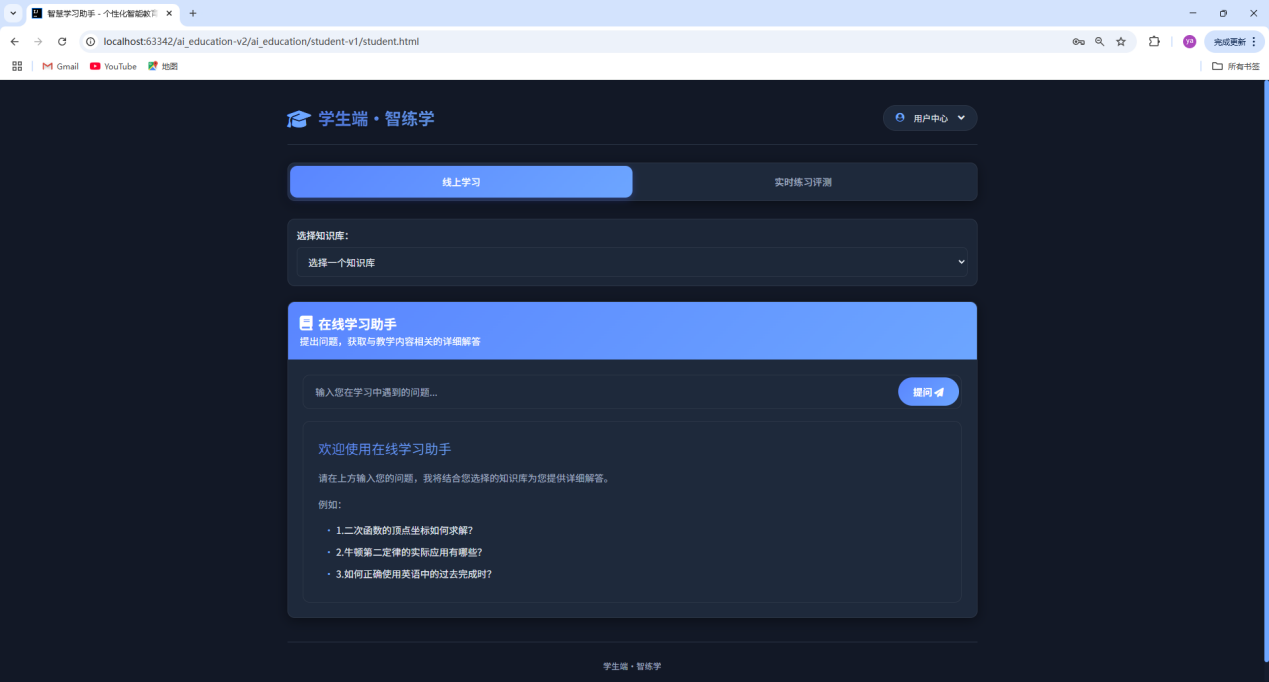 智慧学习助手 - 个性化智能教育
localhost:63342/ai_education-v2/ai_education/student-v1/student.html
ya
完成更新
Gmail
YouTube
地图
所有书签
学生端・智练学
用户中心
线上学习
实时练习评测
选择知识库:
选择一个知识库
在线学习助手
提出问题，获取与教学内容相关的详细解答
输入您在学习中遇到的问题...
提问
欢迎使用在线学习助手
请在上方输入您的问题，我将结合您选择的知识库为您提供详细解答。
例如:
• 1.二次函数的顶点坐标如何求解?
• 2.牛顿第二定律的实际应用有哪些?
• 3.如何正确使用英语中的过去完成时?
学生端・智练学